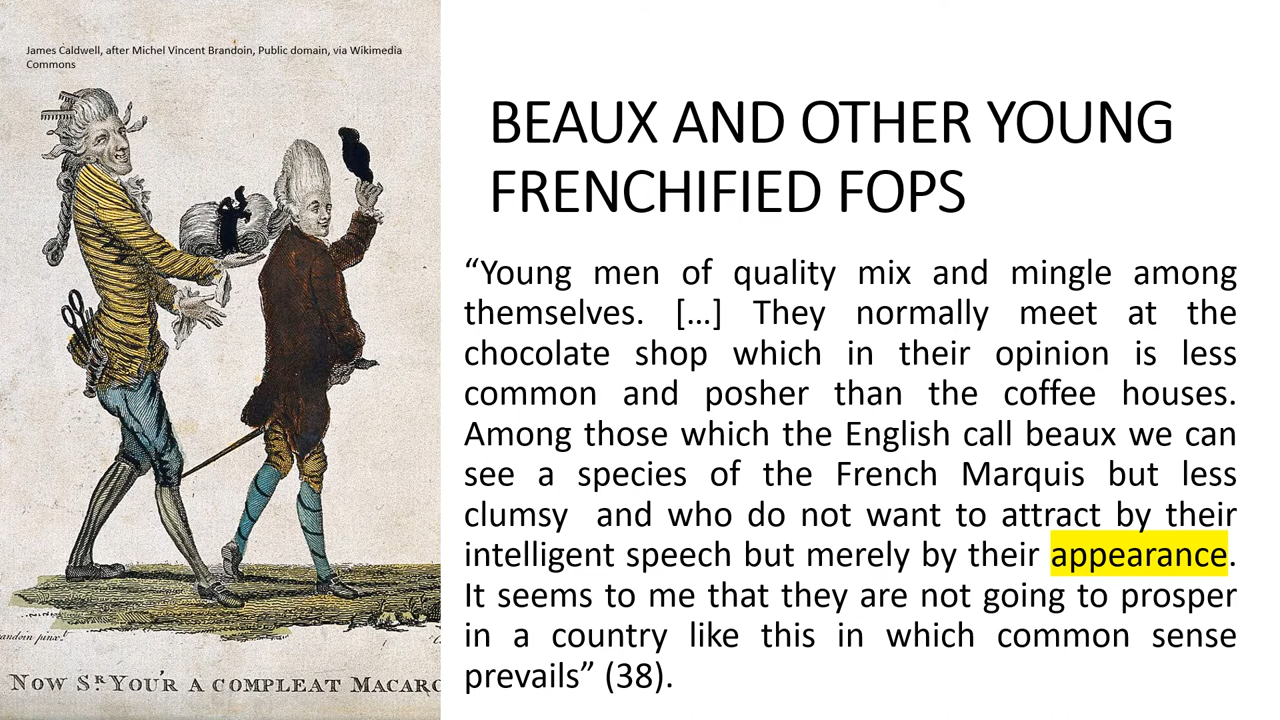 James Caldwell, after Michel Vincent Brandoin, Public domain, via Wikimedia
Commons
BEAUX AND OTHER YOUNG
FRENCHIFIED FOPS
“Young men of quality mix and mingle among
themselves. […] They normally meet at the
chocolate shop which in their opinion is less
common and posher than the coffee houses.
Among those which the English call beaux we can
see a species of the French Marquis but less
clumsy and who do not want to attract by their
intelligent speech but merely by their appearance.
It seems to me that they are not going to prosper
in a country like this in which common sense
prevails” (38).
andoin pinx!
NOW SR. YOU'R A COMPLEAT MACARO